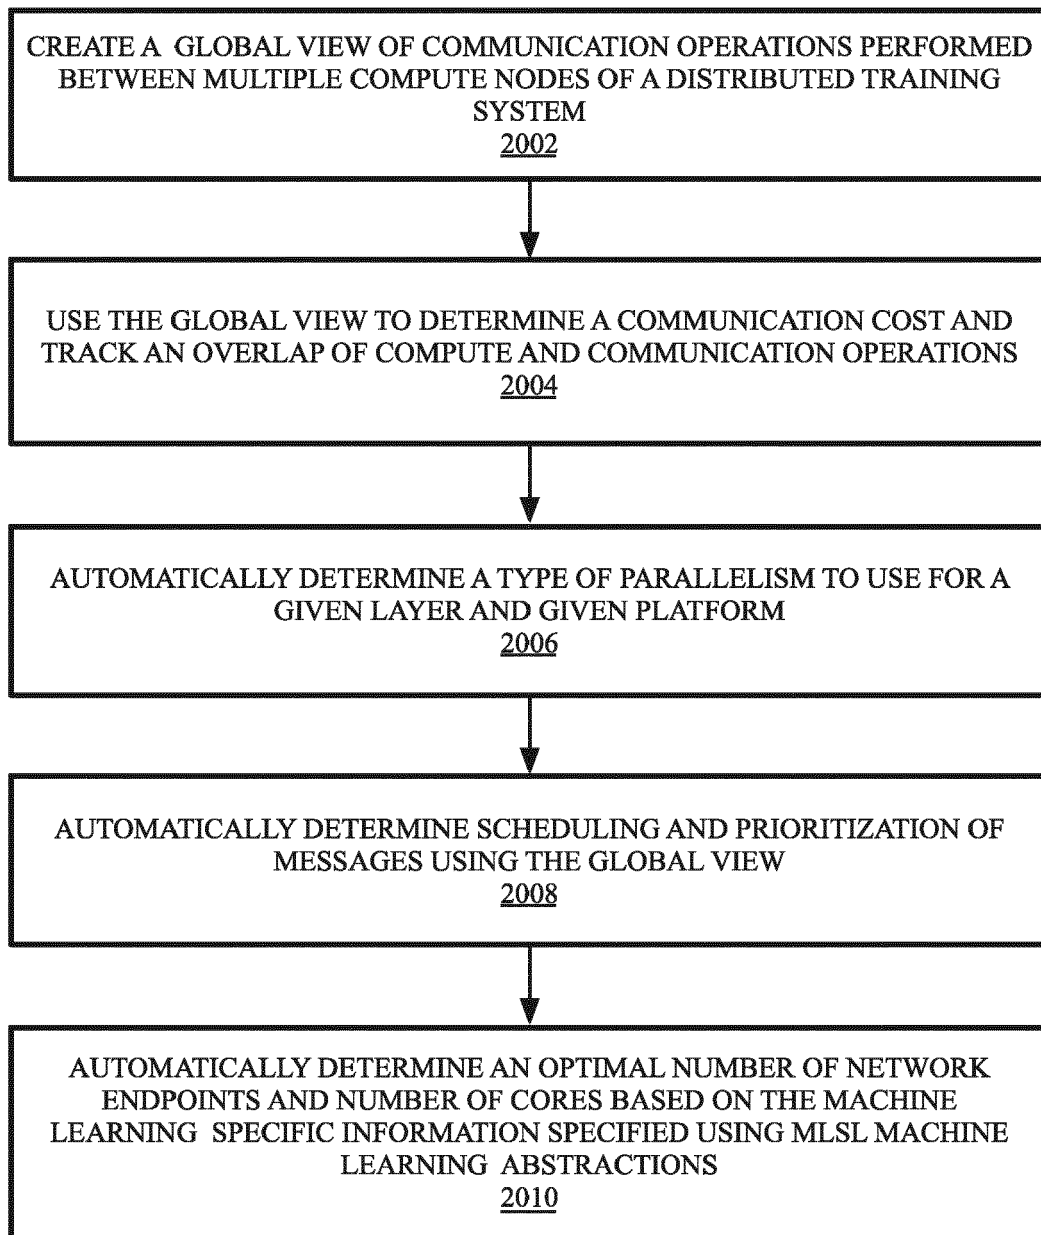 CREATE A GLOBAL VIEW OF COMMUNICATION OPERATIONS PERFORMED
BETWEEN MULTIPLE COMPUTE NODES OF A DISTRIBUTED TRAINING
SYSTEM
2002
USE THE GLOBAL VIEW TO DETERMINE A COMMUNICATION COST AND
TRACK AN OVERLAP OF COMPUTE AND COMMUNICATION OPERATIONS
2004
AUTOMATICALLY DETERMINE A TYPE OF PARALLELISM TO USE FOR A
GIVEN LAYER AND GIVEN PLATFORM
2006
AUTOMATICALLY DETERMINE SCHEDULING AND PRIORITIZATION OF
MESSAGES USING THE GLOBAL VIEW
2008
AUTOMATICALLY DETERMINE AN OPTIMAL NUMBER OF NETWORK
ENDPOINTS AND NUMBER OF CORES BASED ON THE MACHINE
LEARNING SPECIFIC INFORMATION SPECIFIED USING MLSL MACHINE
LEARNING ABSTRACTIONS
2010